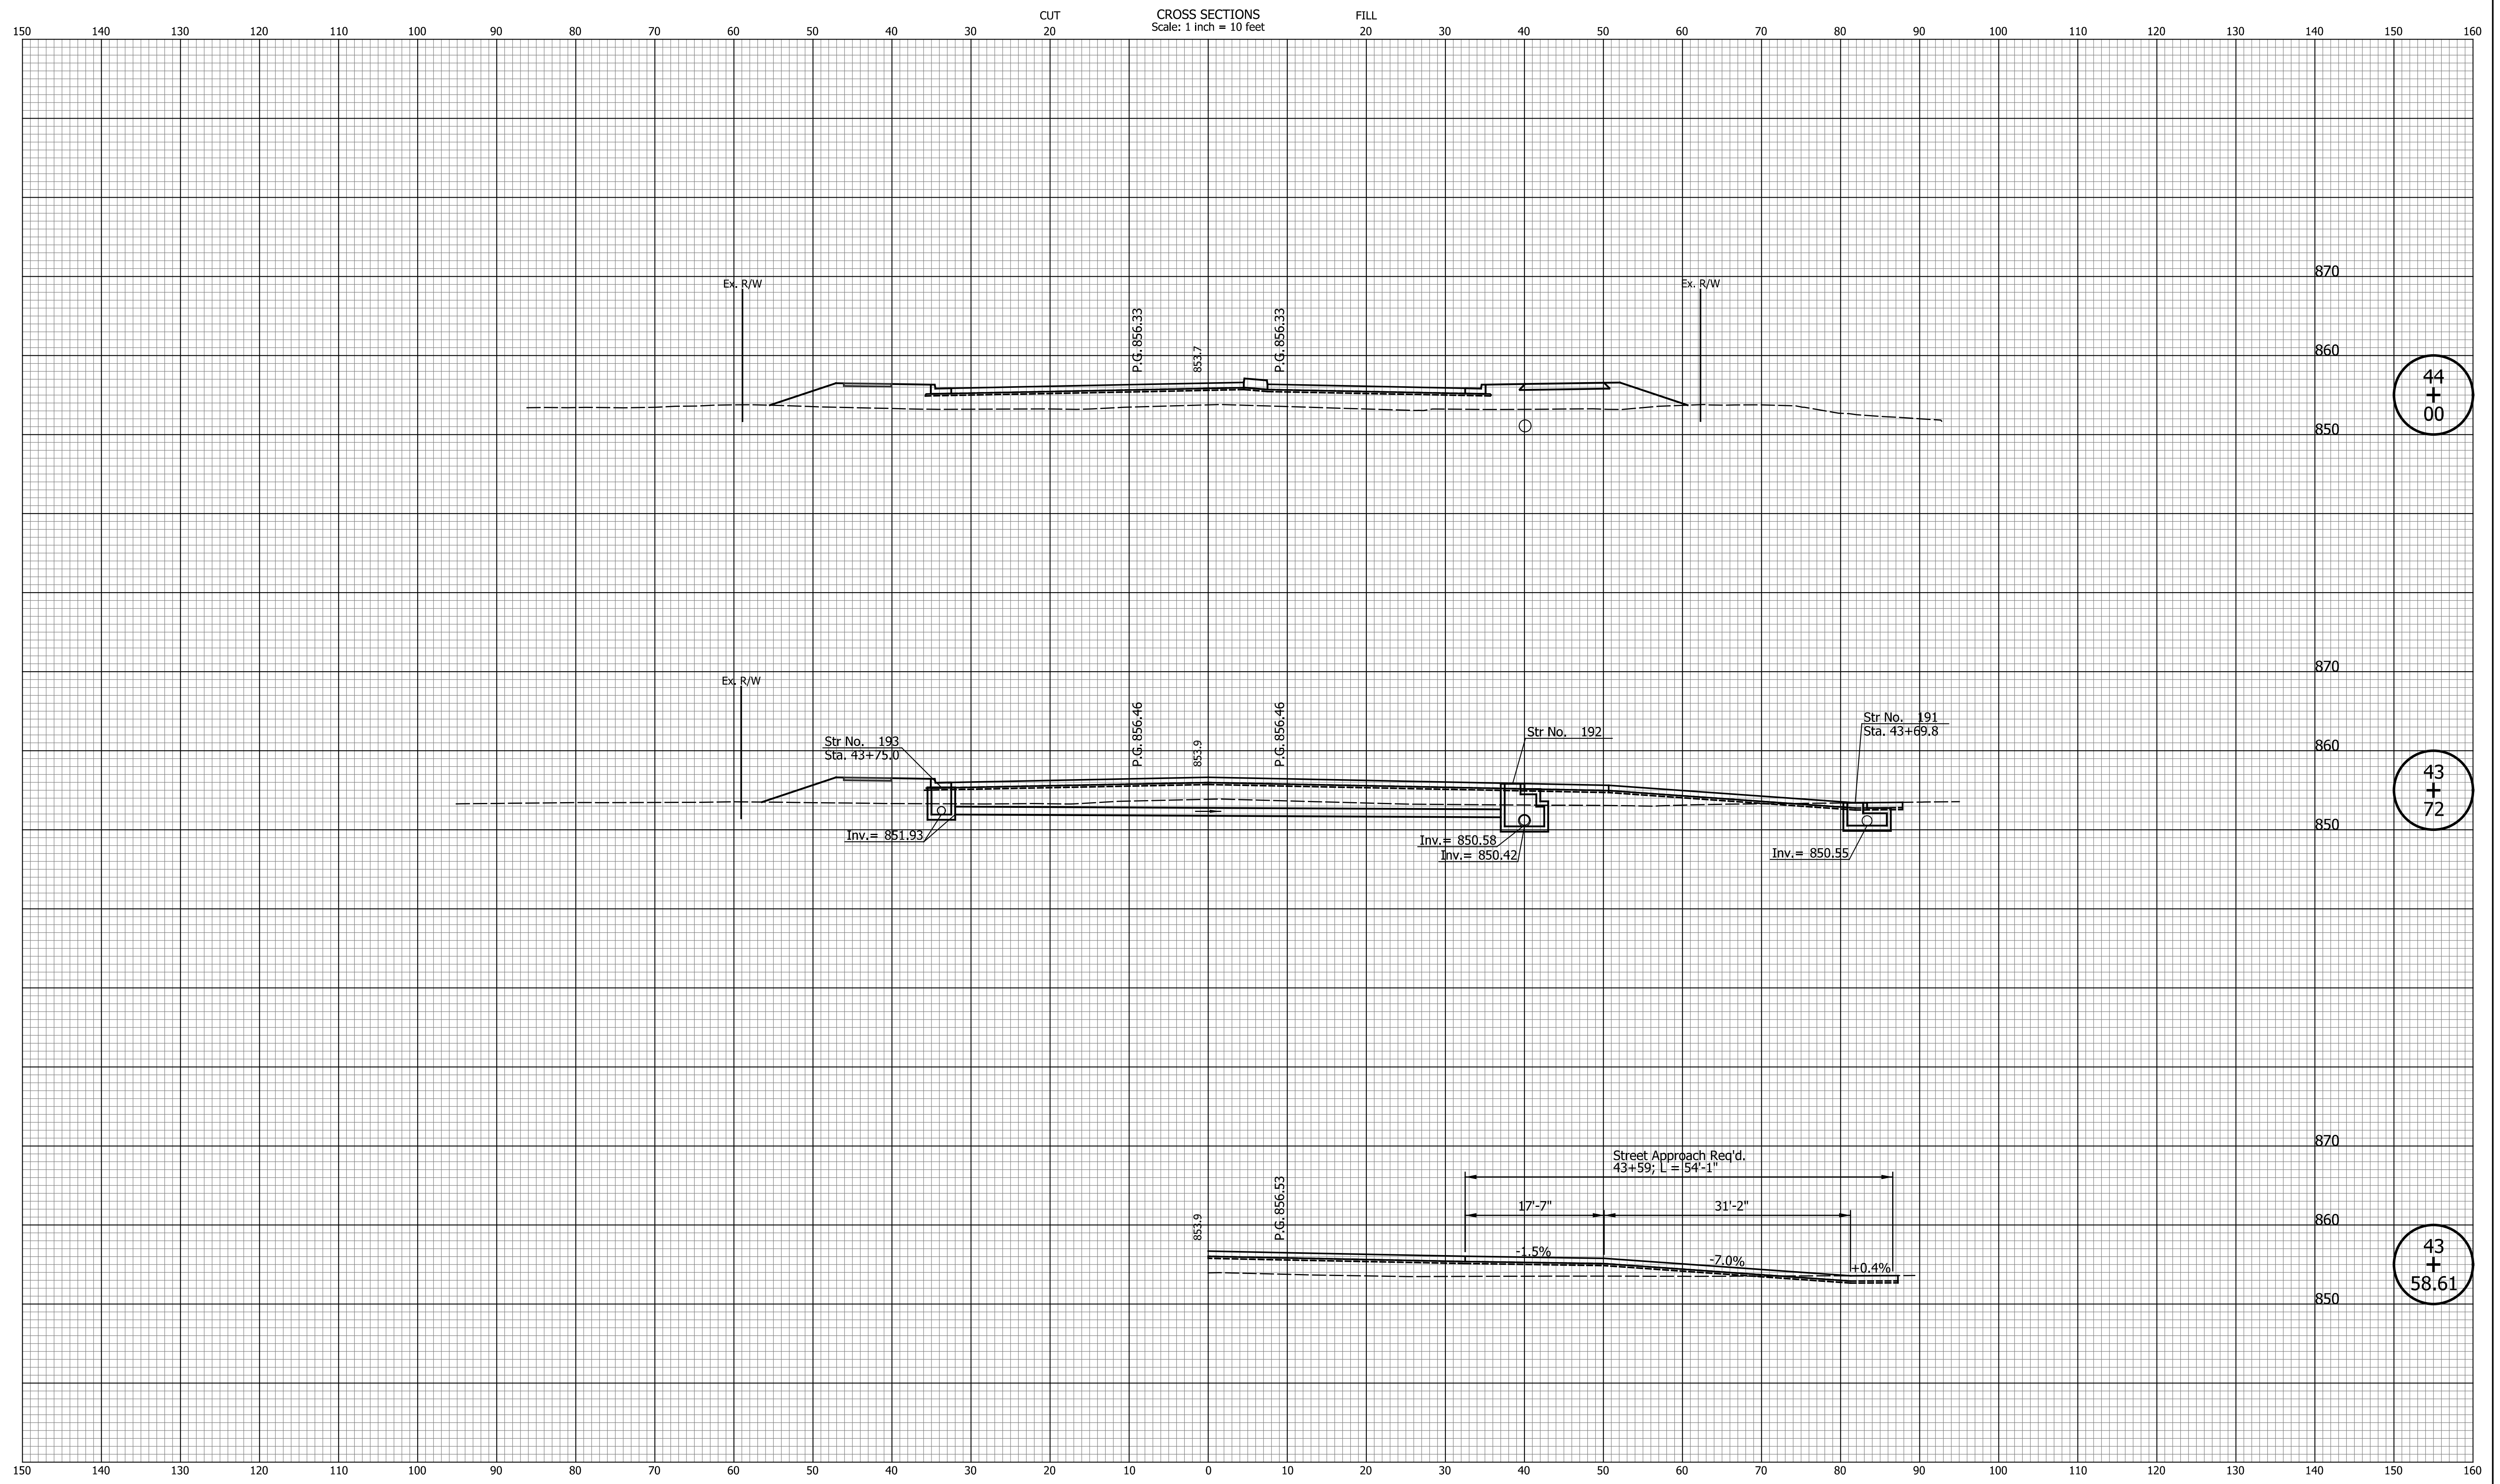 CUT CROSS SECTIONS FILL
Scale: 1 inch = 10 feet
150 140 130 120 110 100 90 80 70 60 50 40 30 20 10 0 10 20 30 40 50 60 70 80 90 100 110 120 130 140 150 160
870
Ex. R/W
Ex. R/W
P.G. 856.33
853.7
P.G. 856.33
860
44
+
00
850
870
Ex. R/W
P.G. 856.46
853.9
P.G. 856.46
Str No. 193
Sta. 43+75.0
Str No. 192
Str No. 191
Sta. 43+69.8
860
43
+
72
850
Inv.= 851.93
Inv.= 850.58
Inv.= 850.42
Inv.= 850.55
870
Street Approach Req'd.
43+59; L = 54'-1"
P.G. 856.53
853.9
17'-7"
31'-2"
860
-1.5%
-7.0%
+0.4%
43
+
58.61
850
150 140 130 120 110 100 90 80 70 60 50 40 30 20 10 0 10 20 30 40 50 60 70 80 90 100 110 120 130 140 150 160